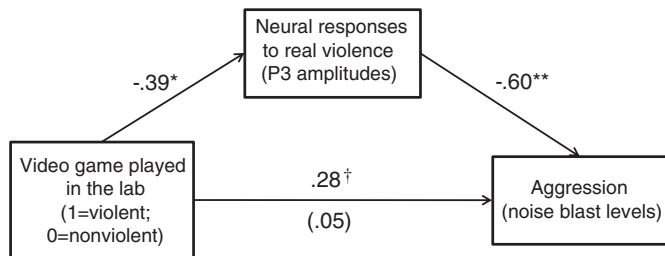 Neural responses
to real violence
(P3 amplitudes)
-.39*
-.60**
Video game played
in the lab
(1=violent;
0=nonviolent)
.28†
(.05)
Aggression
(noise blast levels)